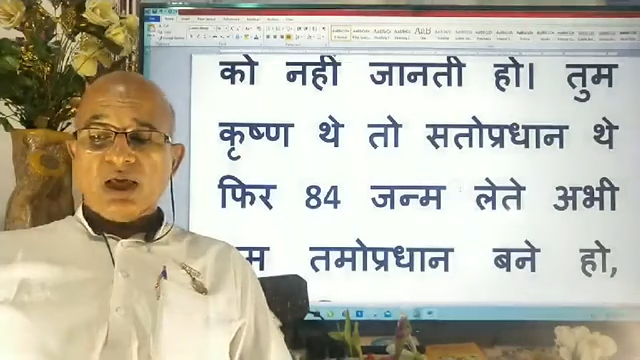 को नही जानती हो। तुम
कृष्ण थे तो सतोप्रधान थे
फिर 84 जन्म लेते अभी
तमोप्रधान बने हो,